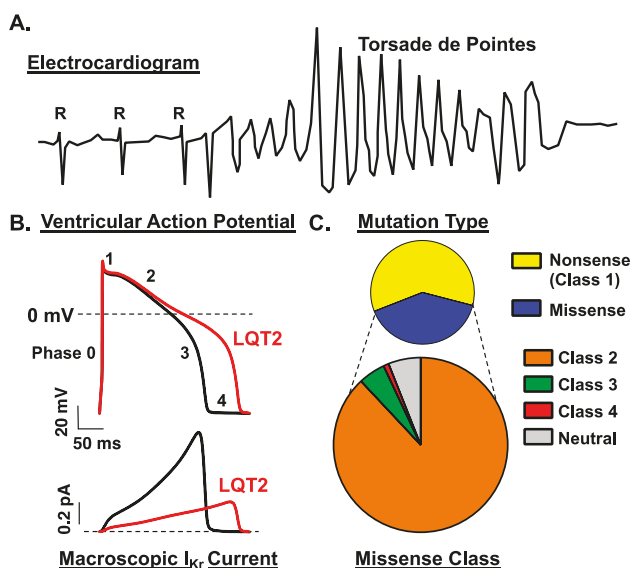 A.
Electrocardiogram
Torsade de Pointes
R R R
B. Ventricular Action Potential
1
2
0 mV
LQT2
Phase 0
3
4
20 mV
50 ms
LQT2
0.2 pA
Macroscopic IKr Current
C. Mutation Type
Nonsense
(Class 1)
Missense
Class 2
Class 3
Class 4
Neutral
Missense Class